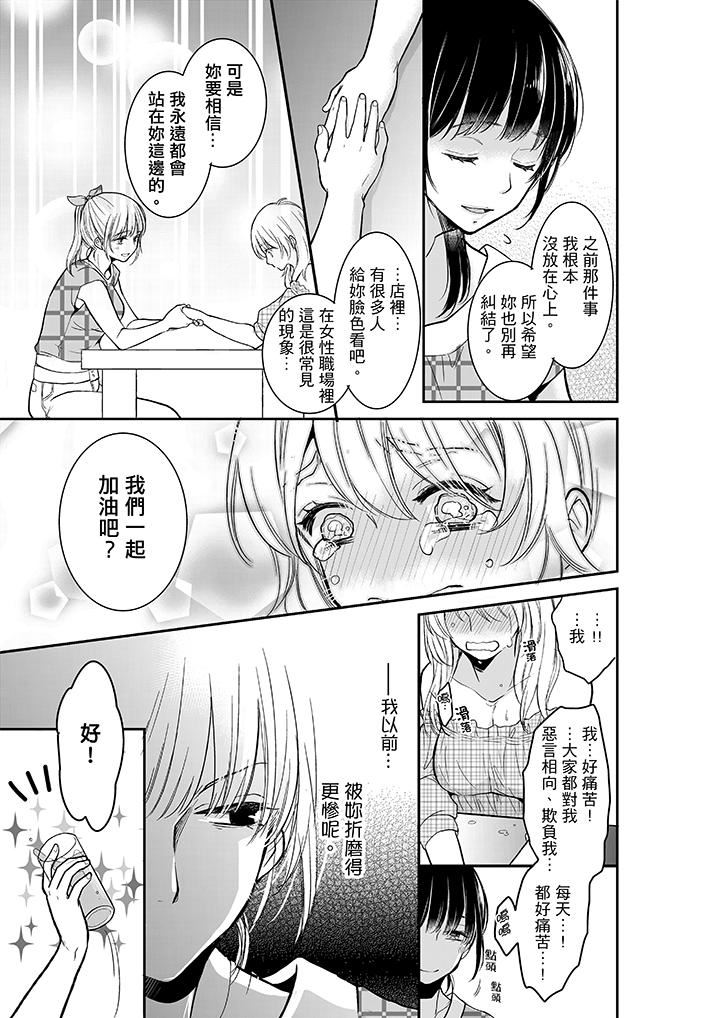 之前那件事
我根本
沒放在心上。
所以希望
妳也別再
糾結了。
…店裡…
有很多人
給妳臉色看吧。
在女性職場裡
這是很常見
的現象…
可是
妳要相信…
我永遠都會
站在妳這邊的。
我們一起
加油吧？
…!!
…我
滑落
嗚…
滑落
我…好痛苦！
…大家都對我
惡言相向、欺負我…
每天…！
都好痛苦…！
嗚嗚
點頭
點頭
——我以前…
被妳折磨得
更慘呢。
好！